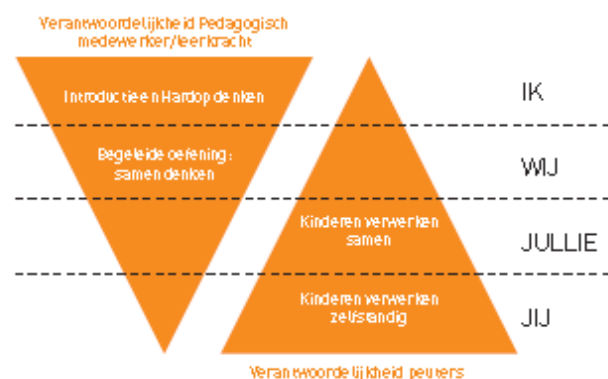 Verantwoordelijkheid Pedagogisch
medewerker/leerkracht
Introductie en Hardop denken
IK
Begeleide oefening:
samen denken
WIJ
Kinderen verwerken
samen
JULLIE
Kinderen verwerken
zelfstandig
JIJ
Verantwoordelijkheid peuters